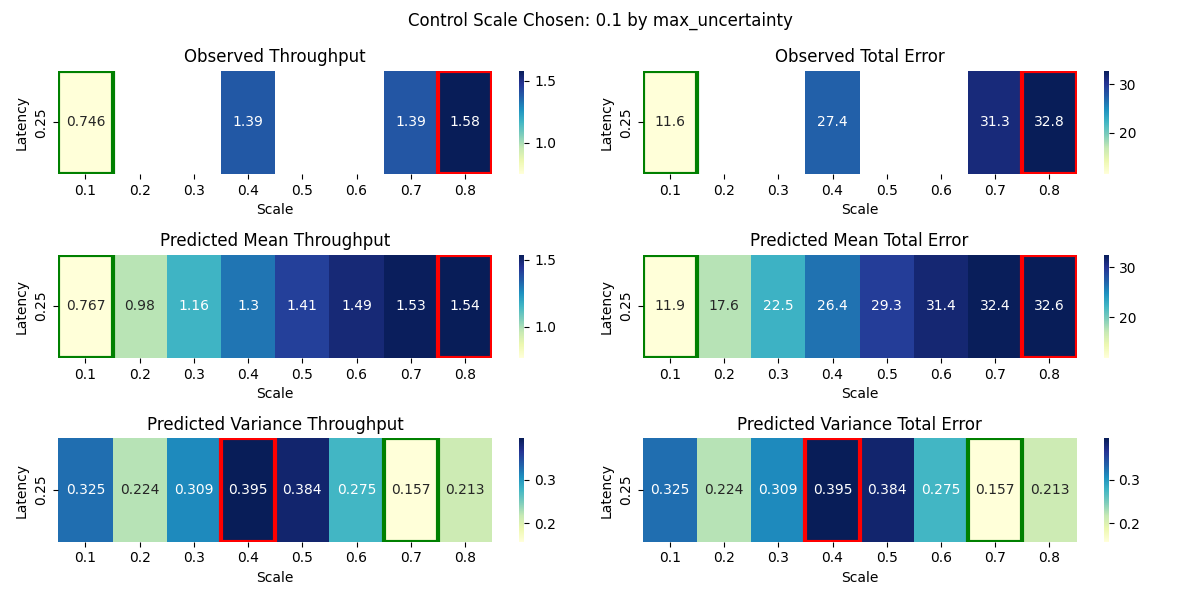 Control Scale Chosen: 0.1 by max_uncertainty
Observed Throughput
Latency
0.25
0.746 1.39 1.39 1.58
0.1 0.2 0.3 0.4 0.5 0.6 0.7 0.8
Scale
1.5
1.0
Observed Total Error
Latency
0.25
11.6 27.4 31.3 32.8
0.1 0.2 0.3 0.4 0.5 0.6 0.7 0.8
Scale
30
20
Predicted Mean Throughput
Latency
0.25
0.767 0.98 1.16 1.3 1.41 1.49 1.53 1.54
0.1 0.2 0.3 0.4 0.5 0.6 0.7 0.8
Scale
1.5
1.0
Predicted Mean Total Error
Latency
0.25
11.9 17.6 22.5 26.4 29.3 31.4 32.4 32.6
0.1 0.2 0.3 0.4 0.5 0.6 0.7 0.8
Scale
30
20
Predicted Variance Throughput
Latency
0.25
0.325 0.224 0.309 0.395 0.384 0.275 0.157 0.213
0.1 0.2 0.3 0.4 0.5 0.6 0.7 0.8
Scale
0.3
0.2
Predicted Variance Total Error
Latency
0.25
0.325 0.224 0.309 0.395 0.384 0.275 0.157 0.213
0.1 0.2 0.3 0.4 0.5 0.6 0.7 0.8
Scale
0.3
0.2